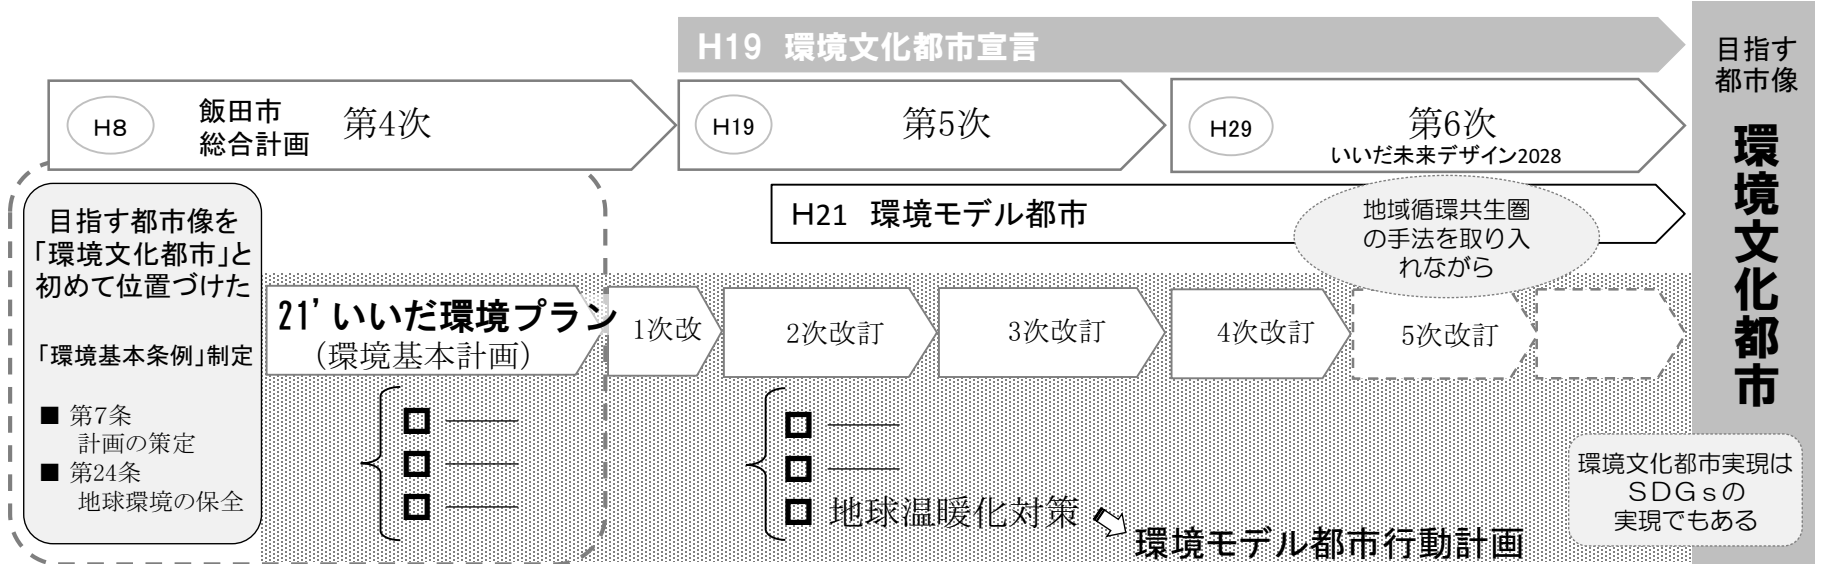 H19 環境文化都市宣言
目指す
都市像
環境文化都市
H8
飯田市
総合計画
第4次
H19
第5次
H29
第6次
いいだ未来デザイン2028
目指す都市像を
｢環境文化都市｣と
初めて位置づけた
｢環境基本条例｣制定
■ 第7条
計画の策定
■ 第24条
地球環境の保全
H21 環境モデル都市
地域循環共生圏
の手法を取り入
れながら
21’いいだ環境プラン
(環境基本計画)
1次改
2次改訂
3次改訂
4次改訂
5次改訂
地球温暖化対策
環境モデル都市行動計画
環境文化都市実現は
ＳＤＧｓの
実現でもある